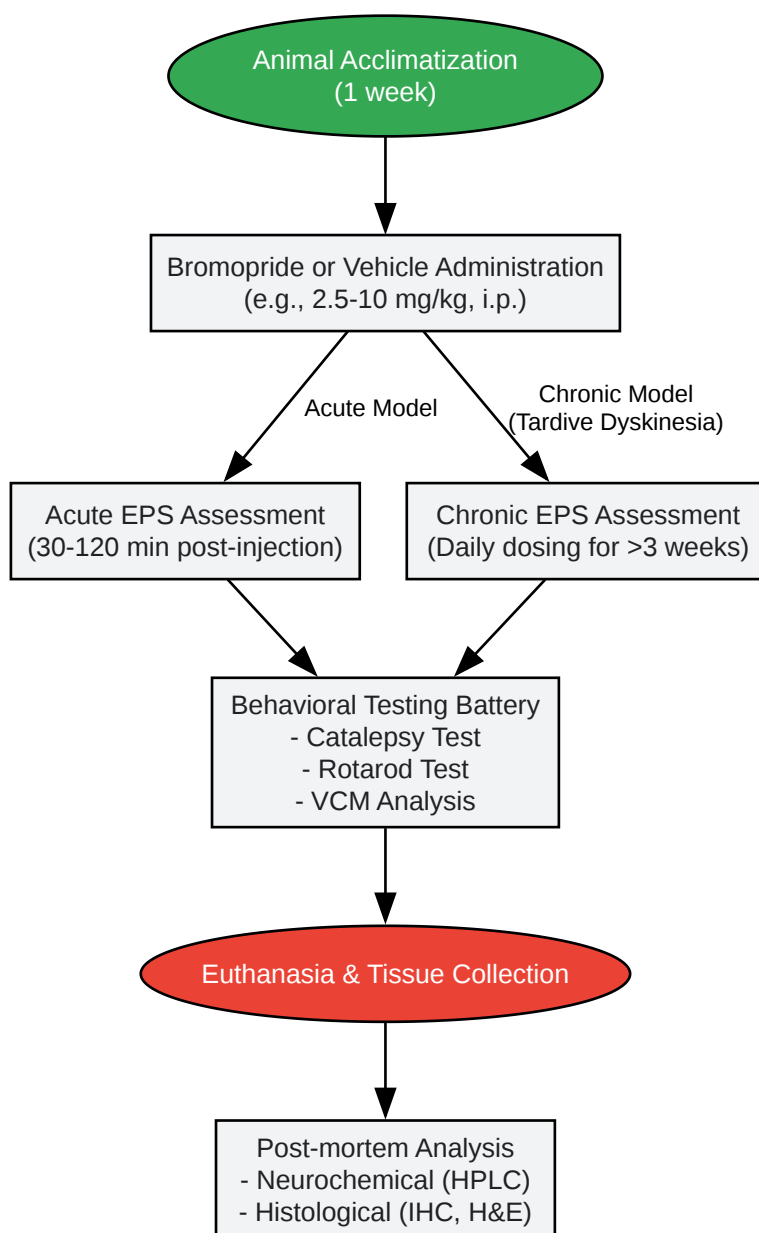 Animal Acclimatization
(1 week)
Bromopride or Vehicle Administration
(e.g., 2.5-10 mg/kg, i.p.)
Acute Model
Chronic Model
(Tardive Dyskinesia)
Acute EPS Assessment
(30-120 min post-injection)
Chronic EPS Assessment
(Daily dosing for >3 weeks)
Behavioral Testing Battery
- Catalepsy Test
- Rotarod Test
- VCM Analysis
Euthanasia & Tissue Collection
Post-mortem Analysis
- Neurochemical (HPLC)
- Histological (IHC, H&E)